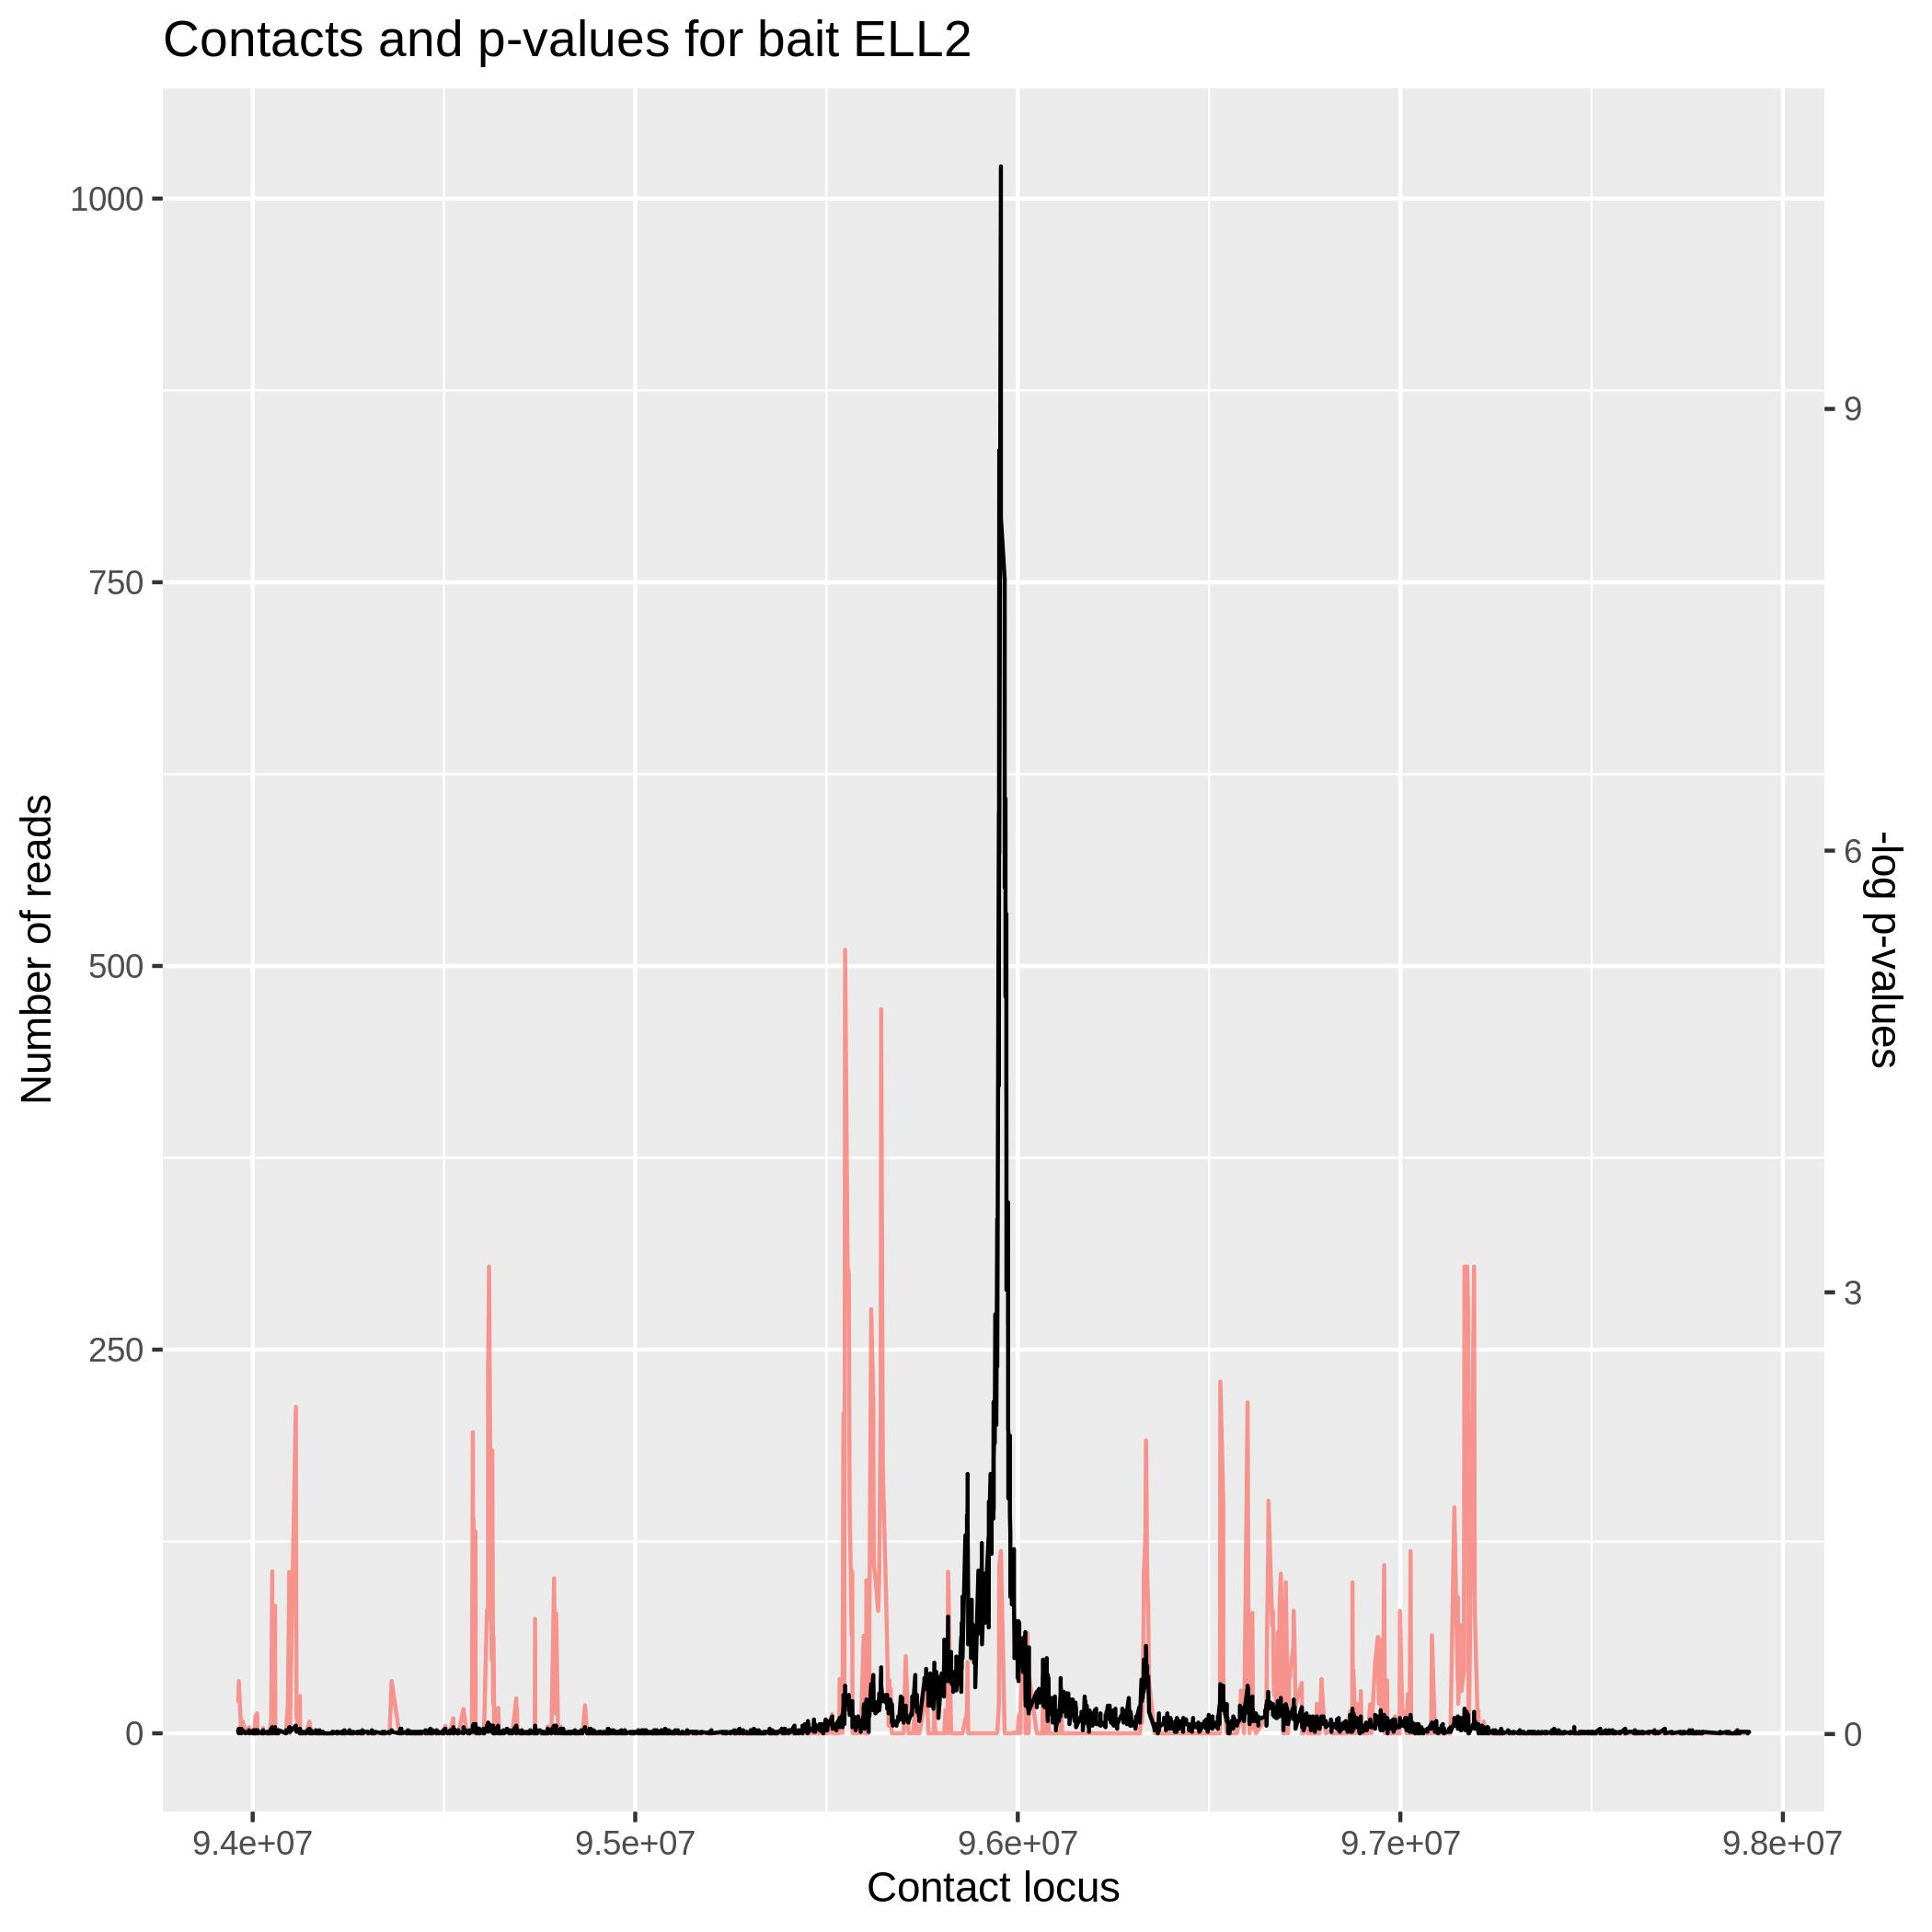 Contacts and p-values for bait ELL2
1000
750
500
250
0
Number of reads
9
6
3
0
-log p-values
9.4e+07
9.5e+07
9.6e+07
9.7e+07
9.8e+07
Contact locus